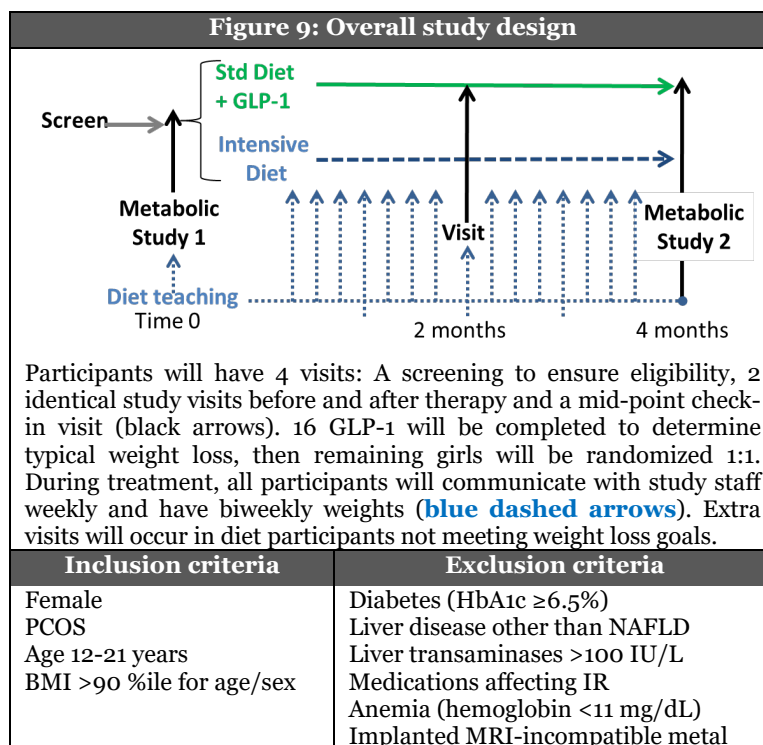 Figure 9: Overall study design
Std Diet
+ GLP-1
Screen
Intensive
Diet
Metabolic
Study 1
Visit
Metabolic
Study 2
Diet teaching
Time 0
2 months
4 months
Participants will have 4 visits: A screening to ensure eligibility, 2
identical study visits before and after therapy and a mid-point check-
in visit (black arrows). 16 GLP-1 will be completed to determine
typical weight loss, then remaining girls will be randomized 1:1.
During treatment, all participants will communicate with study staff
weekly and have biweekly weights (blue dashed arrows). Extra
visits will occur in diet participants not meeting weight loss goals.
Inclusion criteria
Female
PCOS
Age 12-21 years
BMI >90 %ile for age/sex
Exclusion criteria
Diabetes (HbA1c ≥6.5%)
Liver disease other than NAFLD
Liver transaminases >100 IU/L
Medications affecting IR
Anemia (hemoglobin <11 mg/dL)
Implanted MRI-incompatible metal